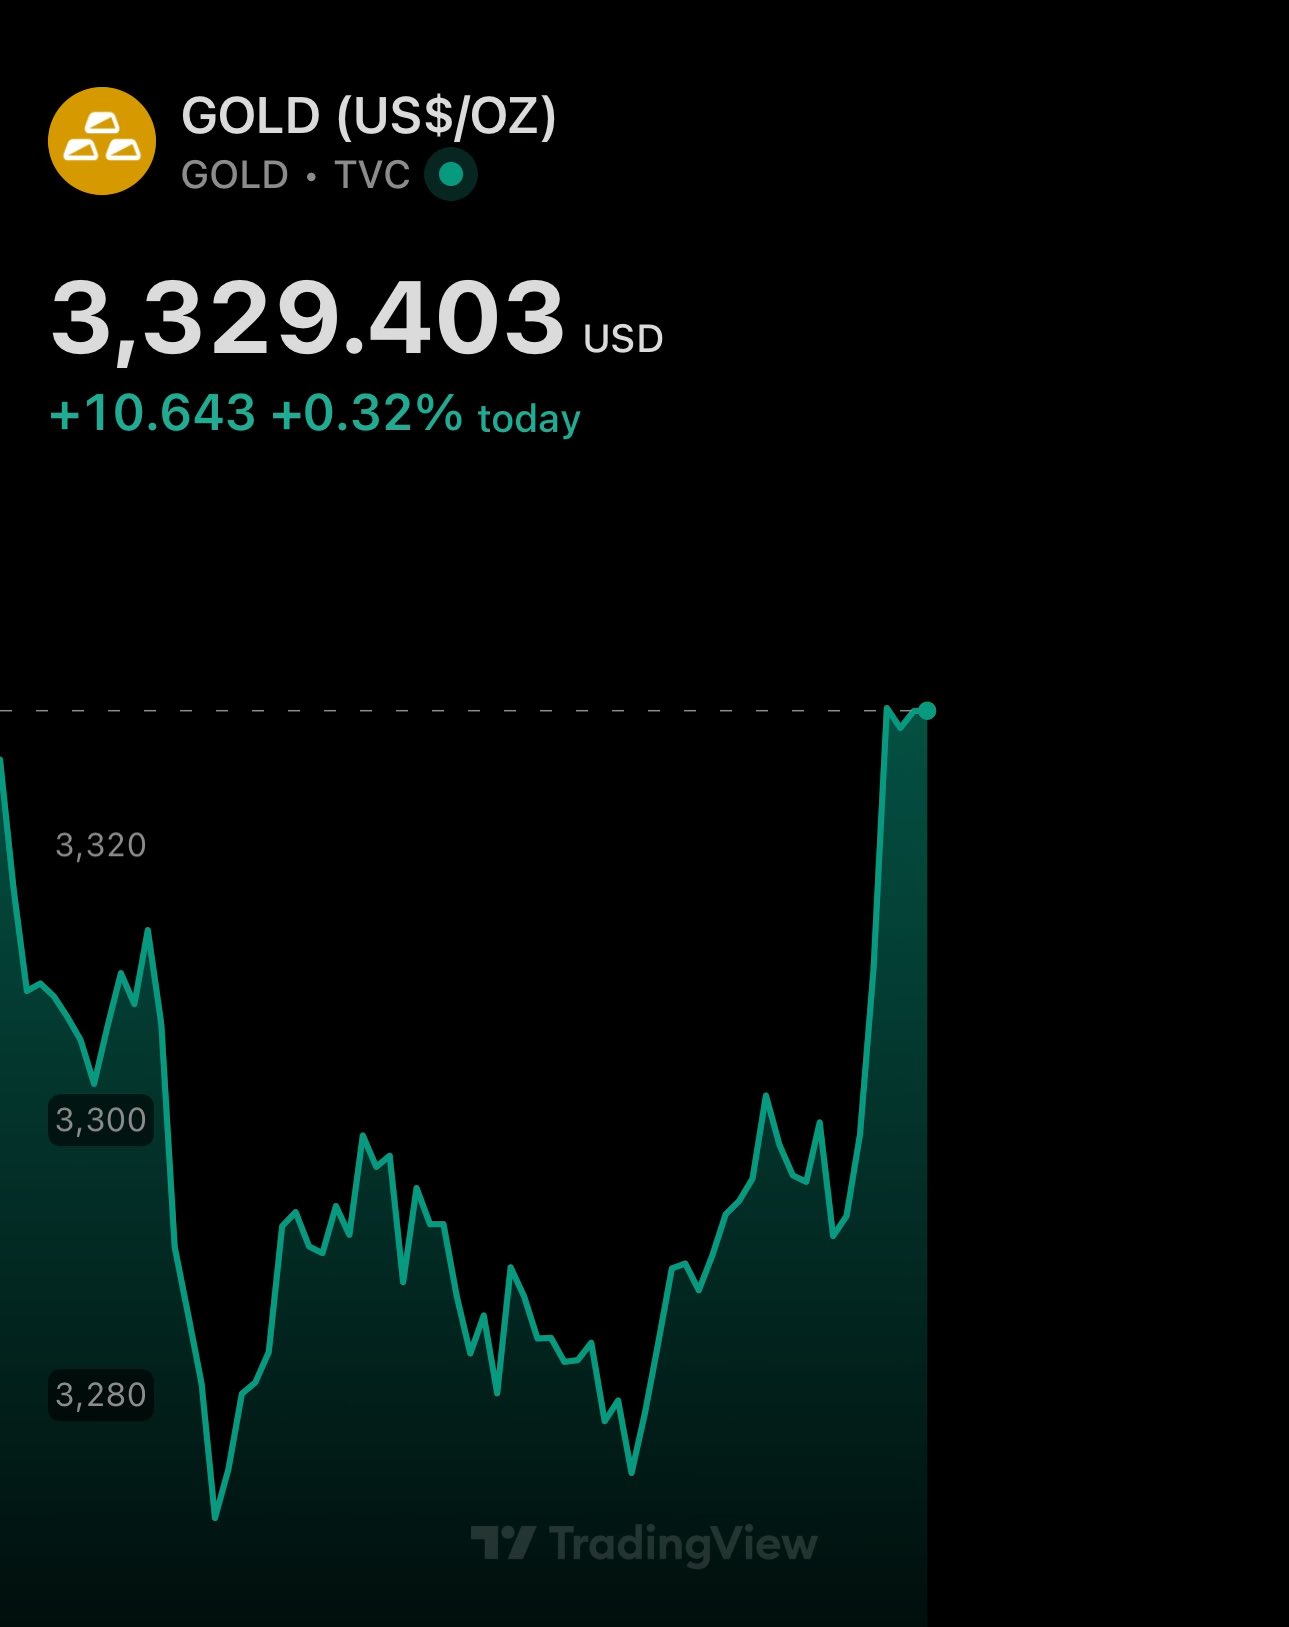 GOLD (US$/OZ)
GOLD • TVC
3,329.403 USD
+10.643 +0.32% today
3,320
3,300
3,280
TradingView